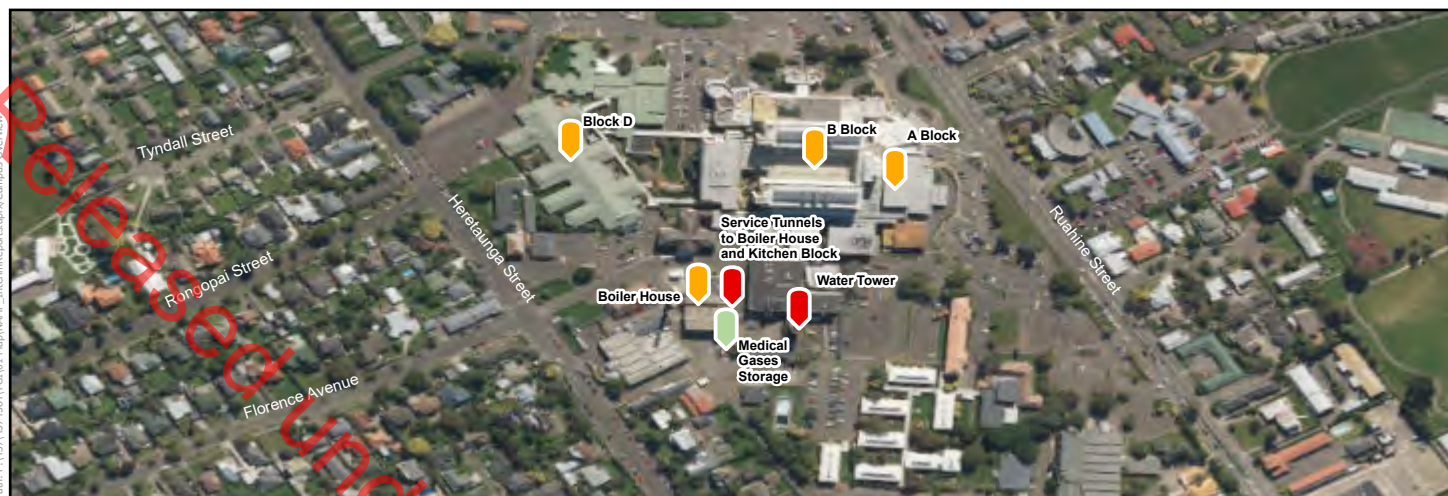 Block D
B Block
A Block
Tyndall Street
Heretaunga Street
Ruahine Street
Service Tunnels
to Boiler House
and Kitchen Block
Rongopai Street
Boiler House
Water Tower
Medical
Gases
Storage
Florence Avenue
Released